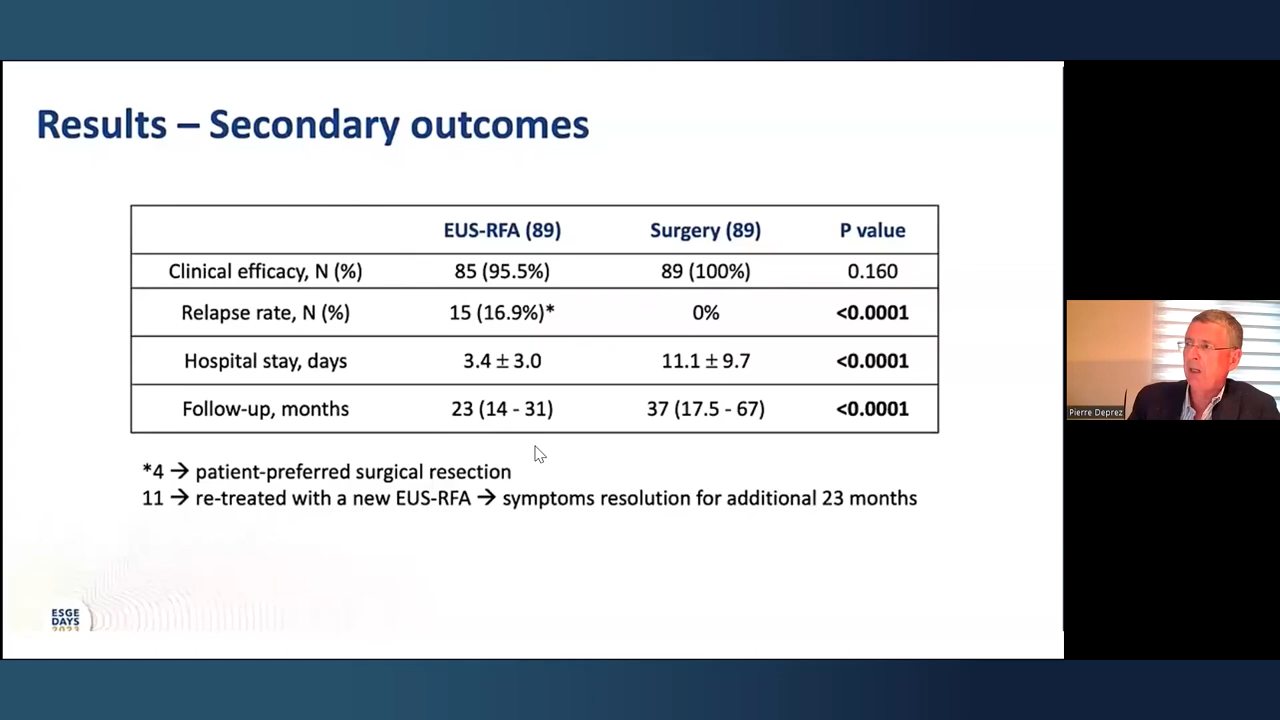 Results – Secondary outcomes
EUS-RFA (89) Surgery (89) P value
Clinical efficacy, N (%) 85 (95.5%) 89 (100%) 0.160
Relapse rate, N (%) 15 (16.9%)* 0% <0.0001
Hospital stay, days 3.4 ± 3.0 11.1 ± 9.7 <0.0001
Follow-up, months 23 (14 - 31) 37 (17.5 - 67) <0.0001
*4 → patient-preferred surgical resection
11 → re-treated with a new EUS-RFA → symptoms resolution for additional 23 months
Pierre Deprez
ESGE
DAYS
2023